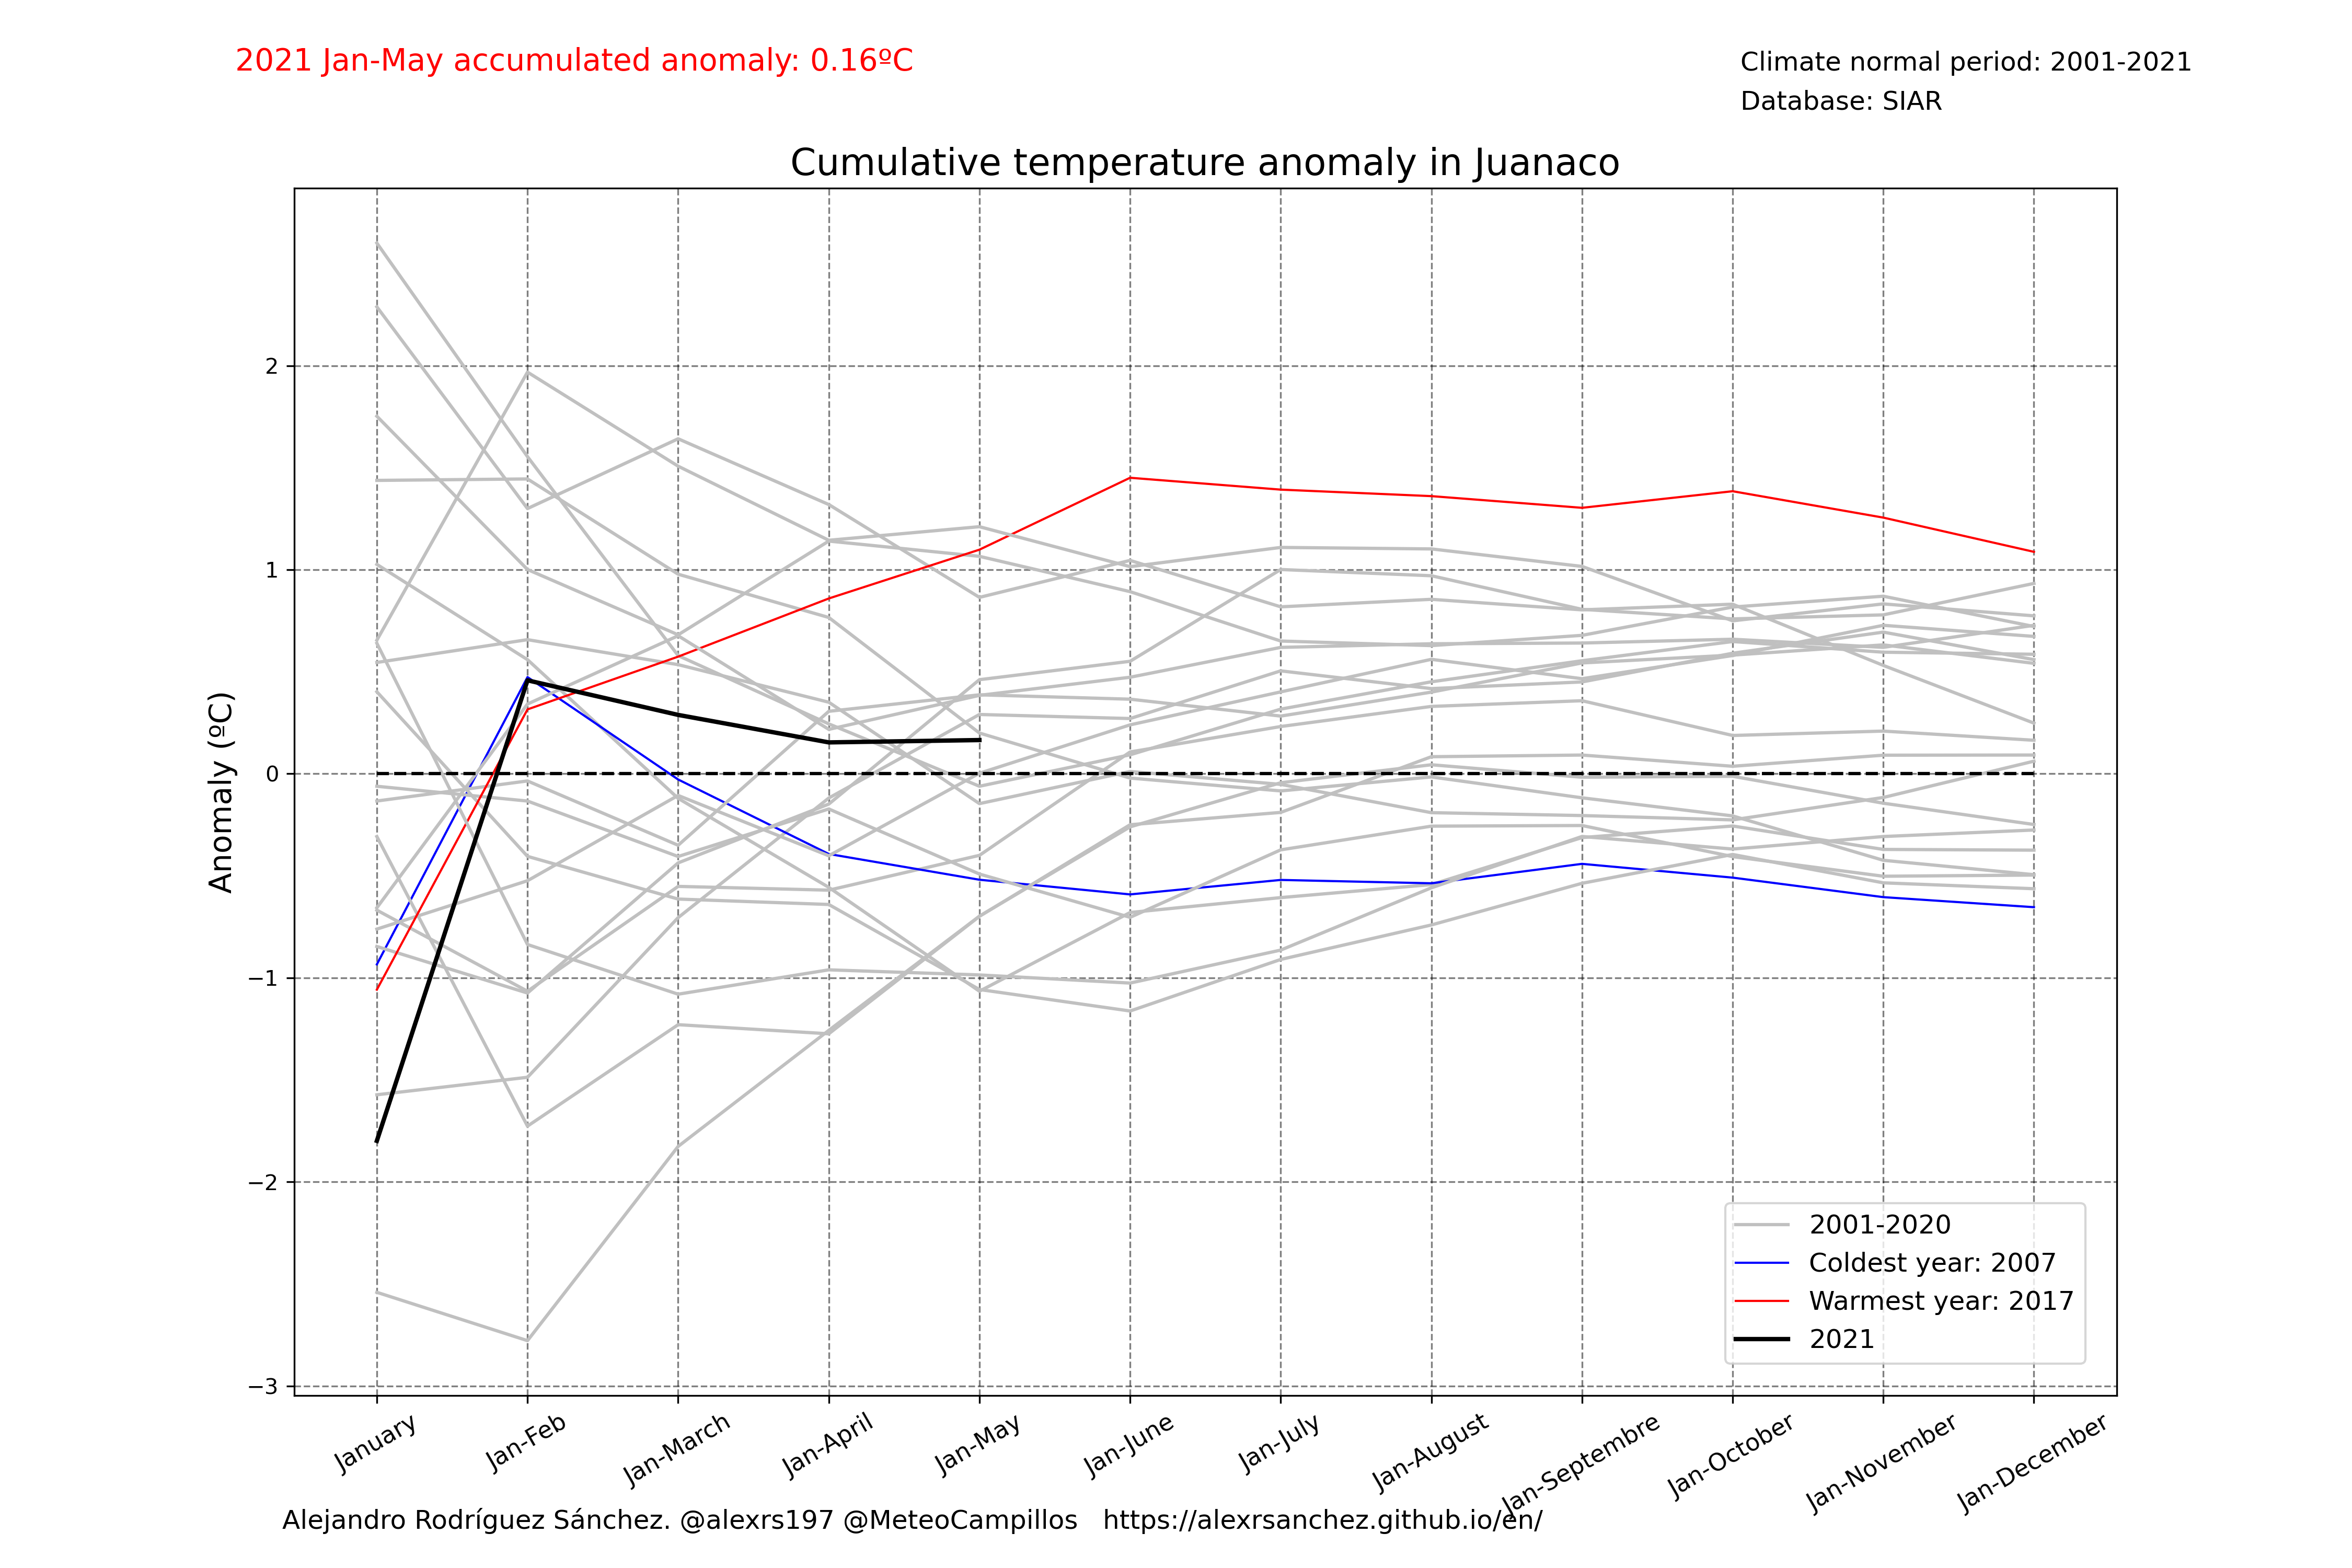 2021 Jan-May accumulated anomaly: 0.16ºC
Climate normal period: 2001-2021
Database: SIAR
Cumulative temperature anomaly in Juanaco
Anomaly (ºC)
2
1
0
−1
−2
−3
2001-2020
Coldest year: 2007
Warmest year: 2017
2021
January
Jan-Feb
Jan-March
Jan-April
Jan-May
Jan-June
Jan-July
Jan-August
Jan-Septembre
Jan-October
Jan-November
Jan-December
Alejandro Rodríguez Sánchez. @alexrs197 @MeteoCampillos https://alexrsanchez.github.io/en/